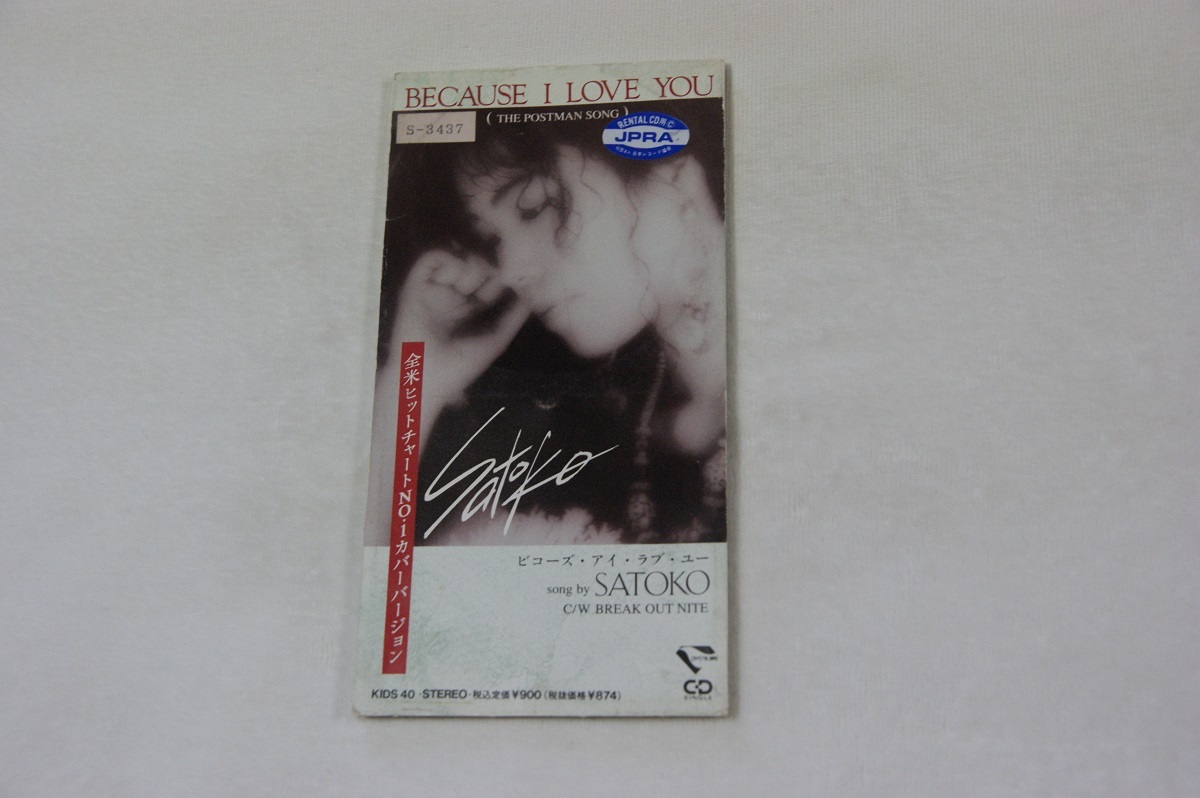 BECAUSE I LOVE YOU
( THE POSTMAN SONG )
S-3437
RENTAL CD用
JPRA
全米ヒットチャートNO.1カバーバージョン
Satoko
ビコーズ・アイ・ラブ・ユー
song by SATOKO
C/W BREAK OUT NITE
CD
SINGLE
KIDS 40 ・STEREO・税込定価¥900(税抜価格¥874)